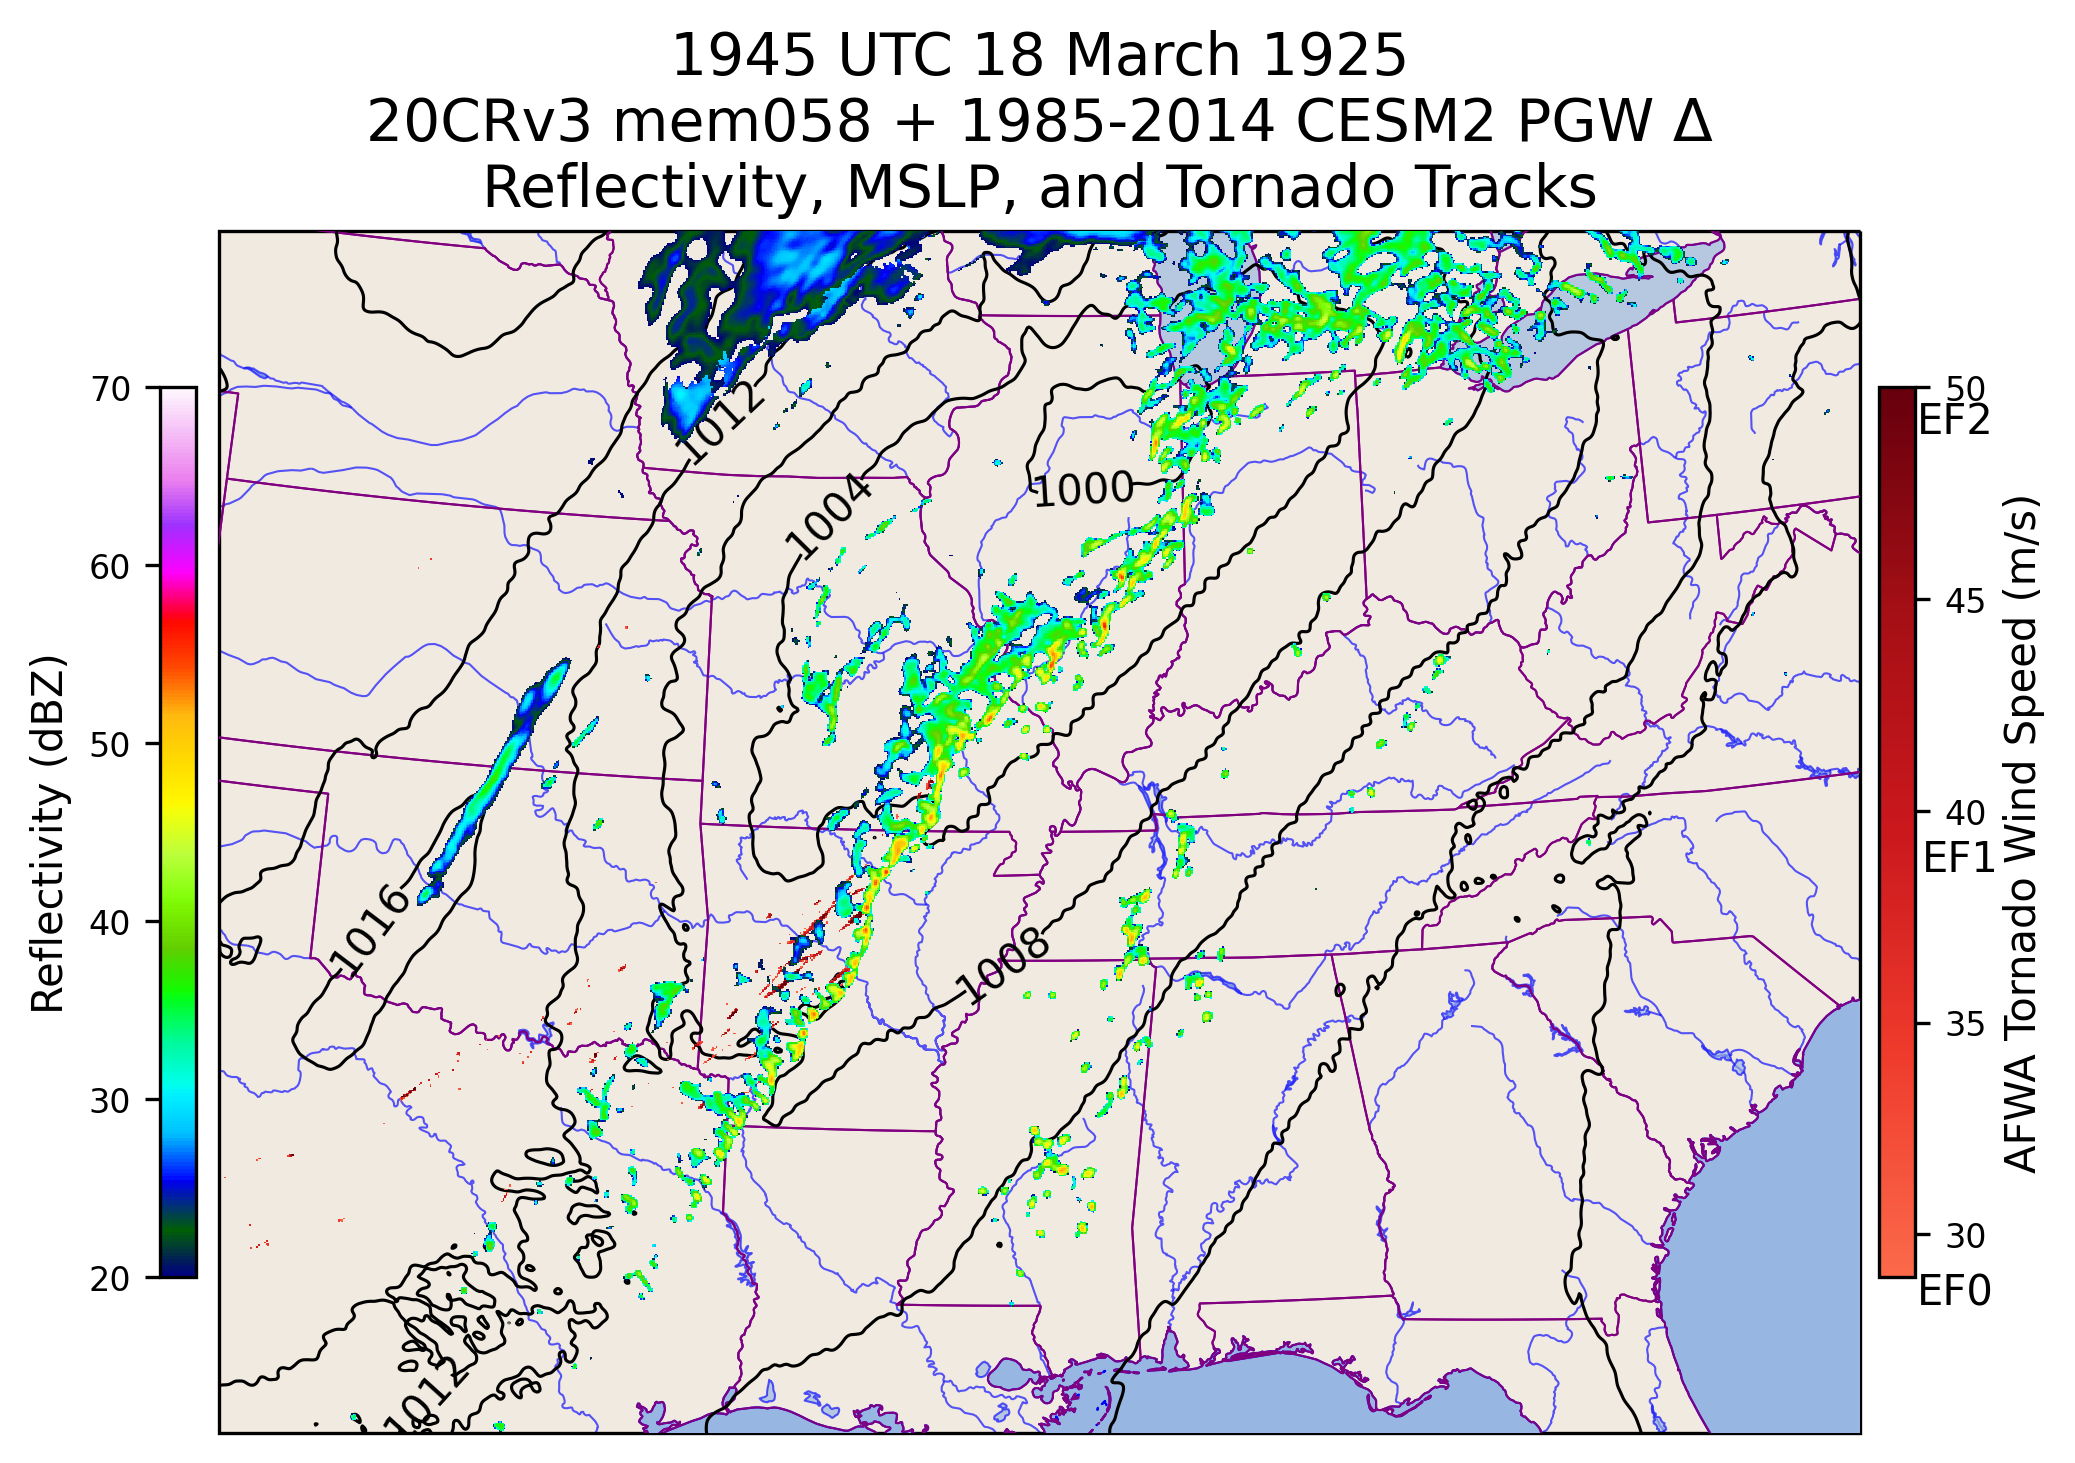 1945 UTC 18 March 1925
20CRv3 mem058 + 1985-2014 CESM2 PGW Δ
Reflectivity, MSLP, and Tornado Tracks
Reflectivity (dBZ)
70
60
50
40
30
20
1012
1004
1000
1016
1008
1012
50
EF2
45
40
EF1
35
30
EF0
AFWA Tornado Wind Speed (m/s)